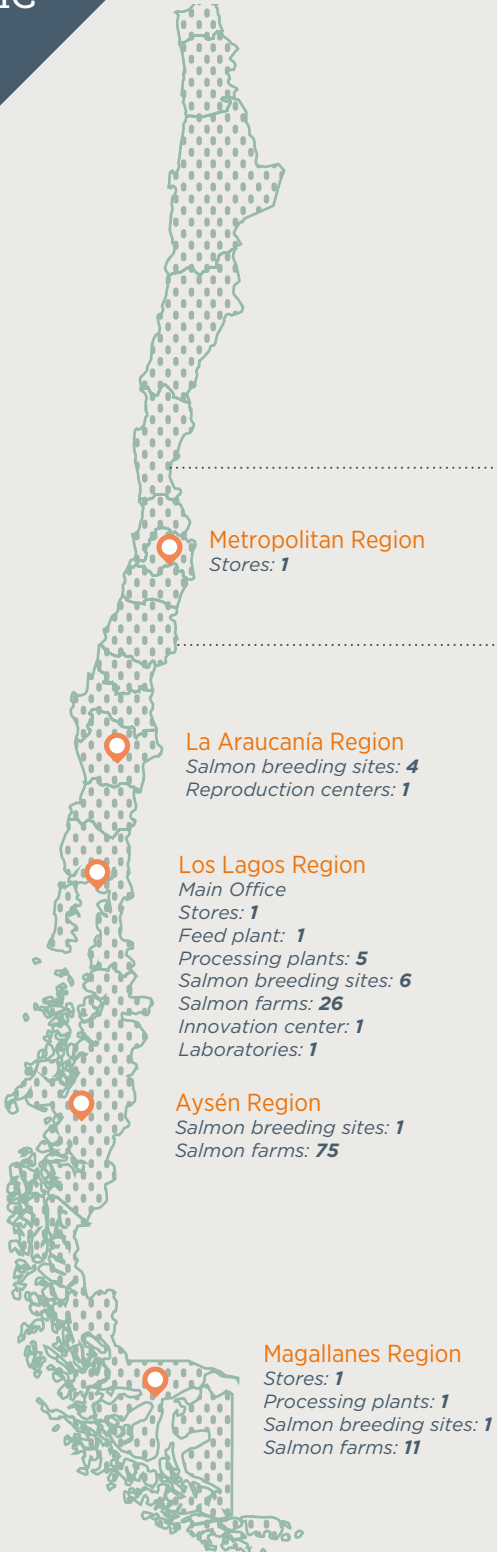 Metropolitan Region
Stores: 1
La Araucanía Region
Salmon breeding sites: 4
Reproduction centers: 1
Los Lagos Region
Main Office
Stores: 1
Feed plant: 1
Processing plants: 5
Salmon breeding sites: 6
Salmon farms: 26
Innovation center: 1
Laboratories: 1
Aysén Region
Salmon breeding sites: 1
Salmon farms: 75
Magallanes Region
Stores: 1
Processing plants: 1
Salmon breeding sites: 1
Salmon farms: 11